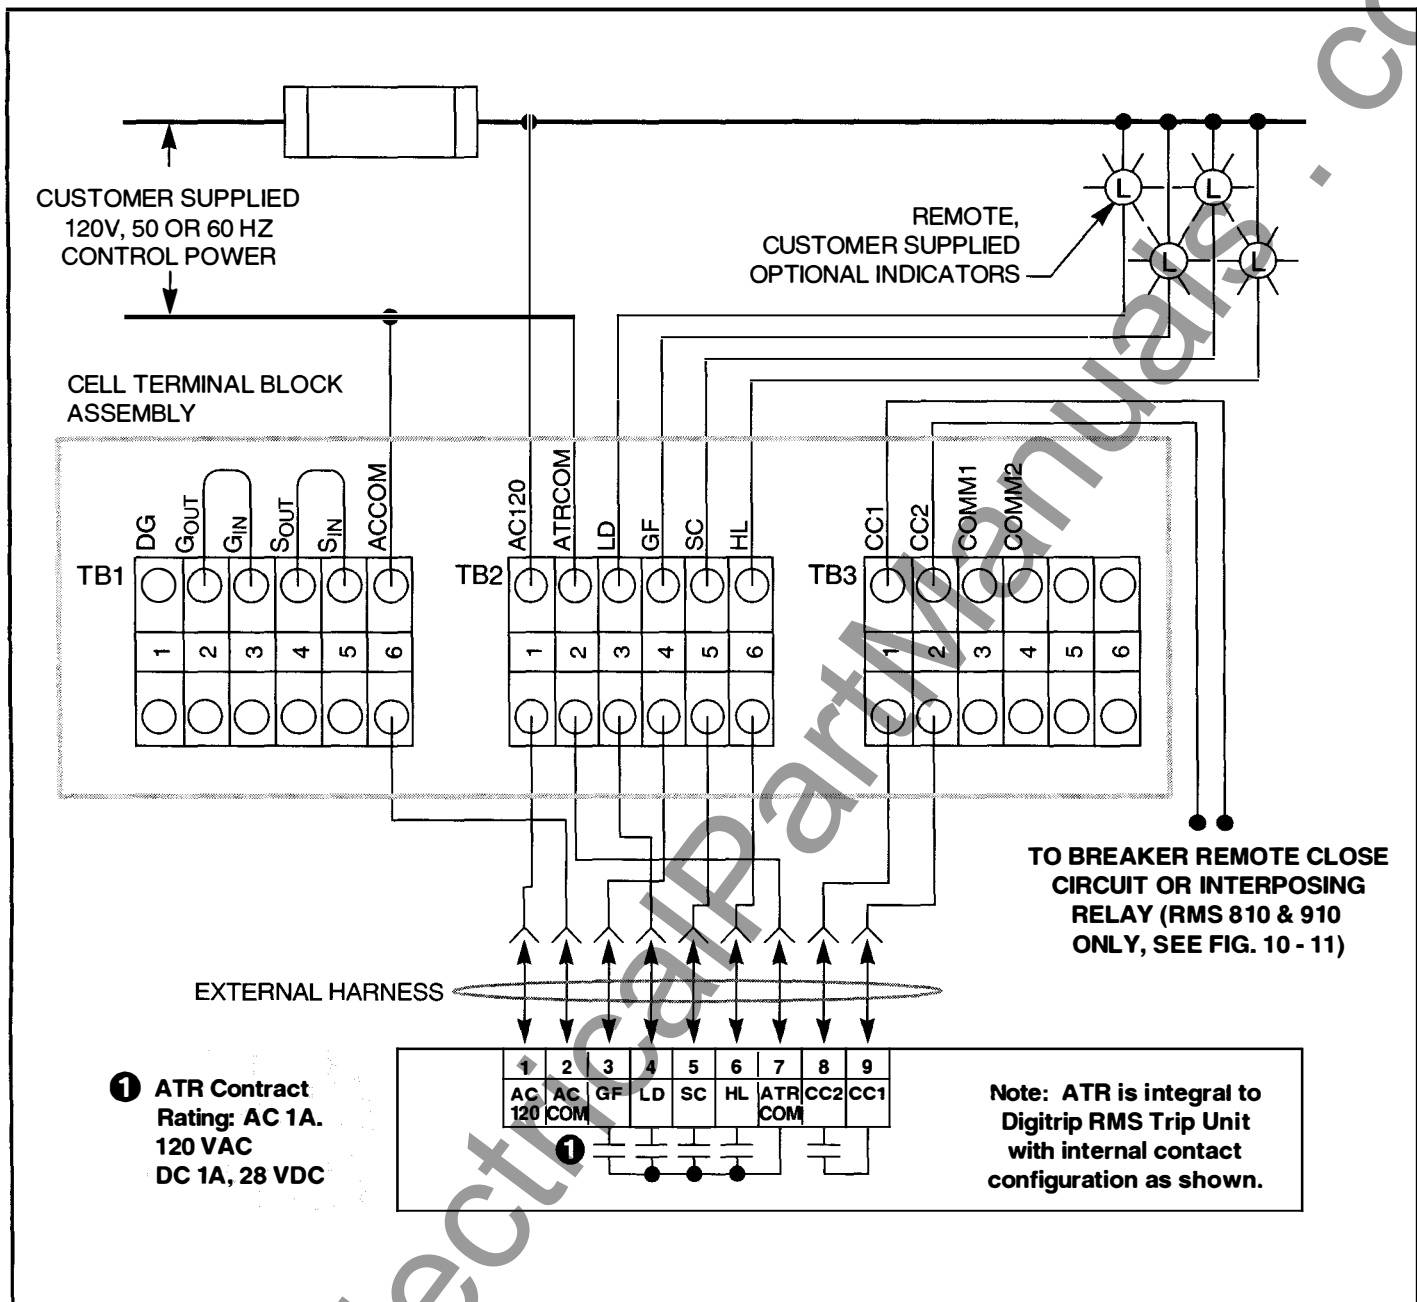 CUSTOMER SUPPLIED
120V, 50 OR 60 HZ
CONTROL POWER
REMOTE,
CUSTOMER SUPPLIED
OPTIONAL INDICATORS
L
L
L
L
CELL TERMINAL BLOCK
ASSEMBLY
DG
GOUT
GIN
SOUT
SIN
ACCOM
AC120
ATRCOM
LD
GF
SC
HL
CC1
CC2
COMM1
COMM2
TB1
TB2
TB3
1 2 3 4 5 6
1 2 3 4 5 6
1 2 3 4 5 6
TO BREAKER REMOTE CLOSE
CIRCUIT OR INTERPOSING
RELAY (RMS 810 & 910
ONLY, SEE FIG. 10 - 11)
EXTERNAL HARNESS
1 2 3 4 5 6 7 8 9
AC AC GF LD SC HL ATR CC2 CC1
120 COM COM
1
1 ATR Contract
Rating: AC 1A.
120 VAC
DC 1A, 28 VDC
Note: ATR is integral to
Digitrip RMS Trip Unit
with internal contact
configuration as shown.
ectricalPartManuals . co